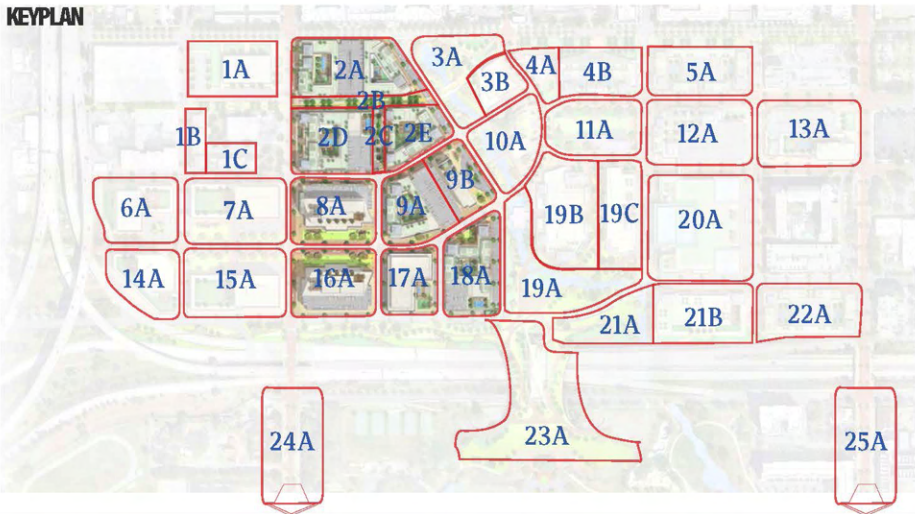 KEYPLAN
1A
2A
3A
3B
4A
4B
5A
2B
1B
1C
2D
2C
2E
10A
11A
12A
13A
6A
7A
8A
9A
9B
19B
19C
20A
14A
15A
16A
17A
18A
19A
21A
21B
22A
24A
23A
25A